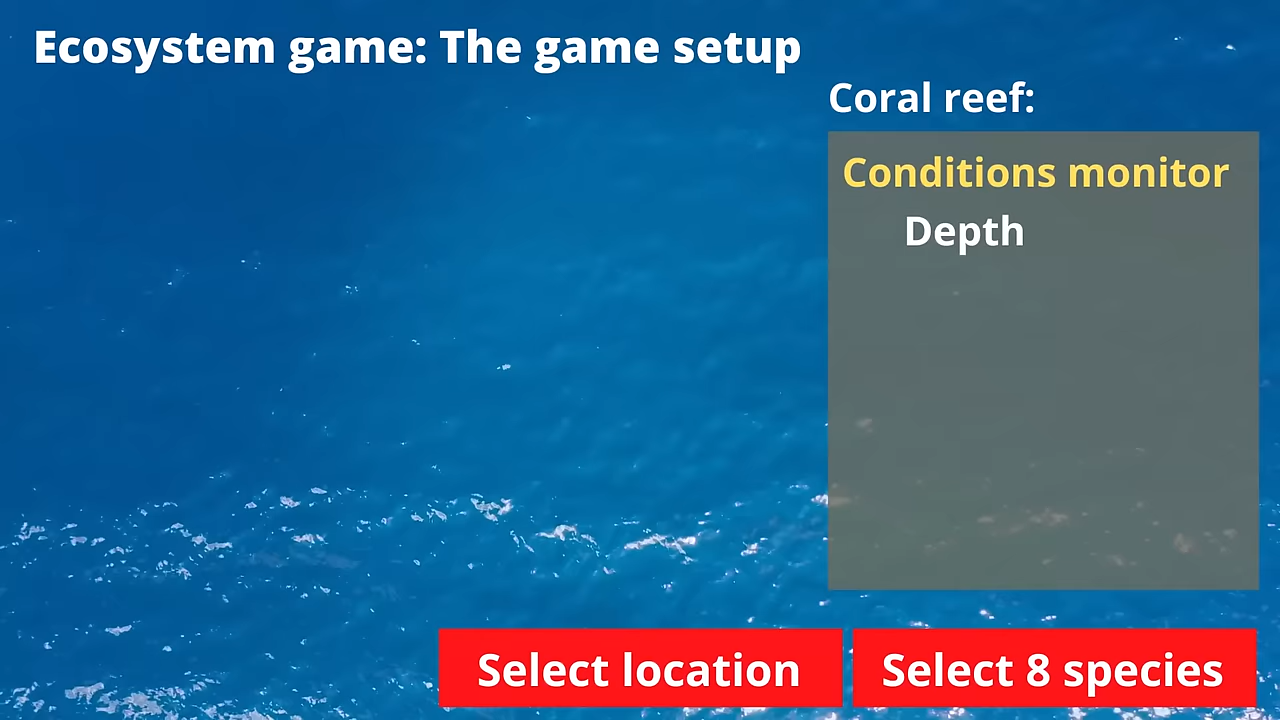 Ecosystem game: The game setup
Coral reef:
Conditions monitor
Depth
Select location
Select 8 species